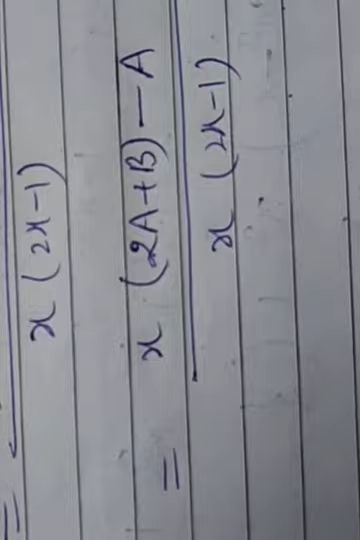 =
x (2x-1)
= x (2A+B) - A
x (2x-1)